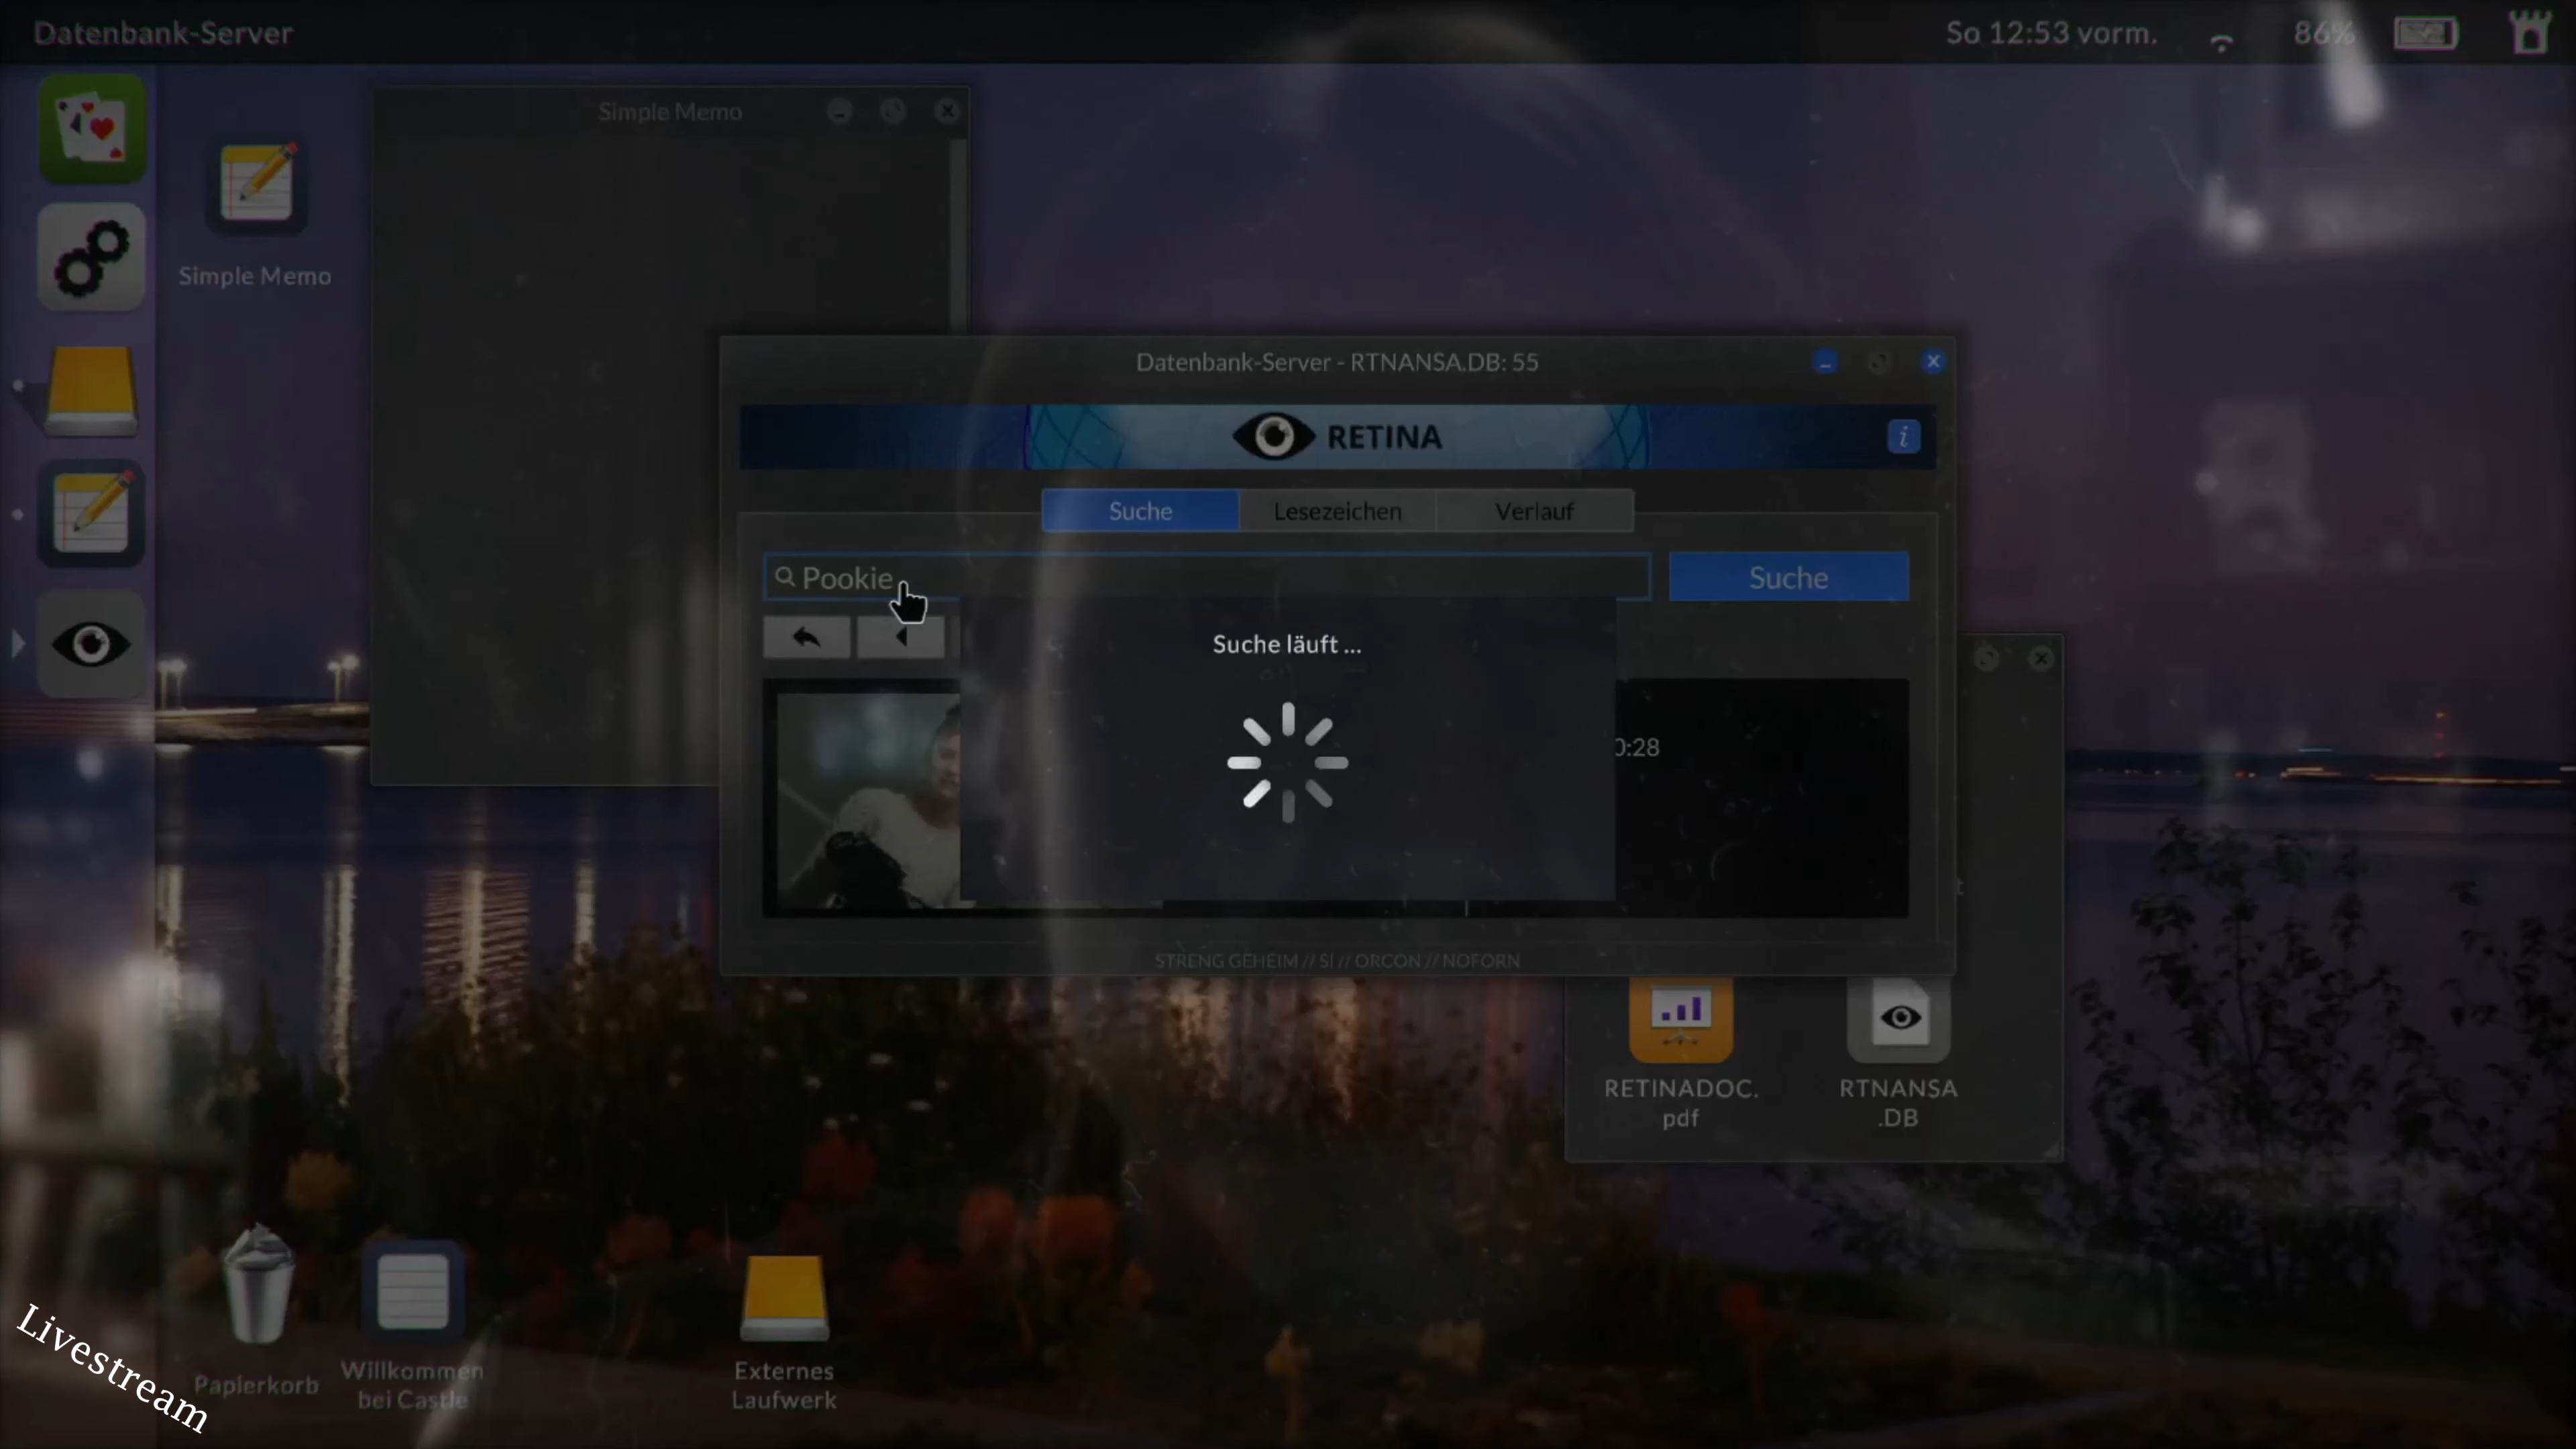 Datenbank-Server
So 12:53 vorm.
86%
Simple Memo
Simple Memo
Datenbank-Server - RTNANSA.DB: 55
RETINA
i
Suche
Lesezeichen
Verlauf
Pookie
Suche
Suche läuft ...
0:28
STRENG GEHEIM // SI // ORCON // NOFORN
RETINADOC.
pdf
RTNANSA
.DB
Papierkorb
Willkommen
bei Castle
Externes
Laufwerk
Livestream